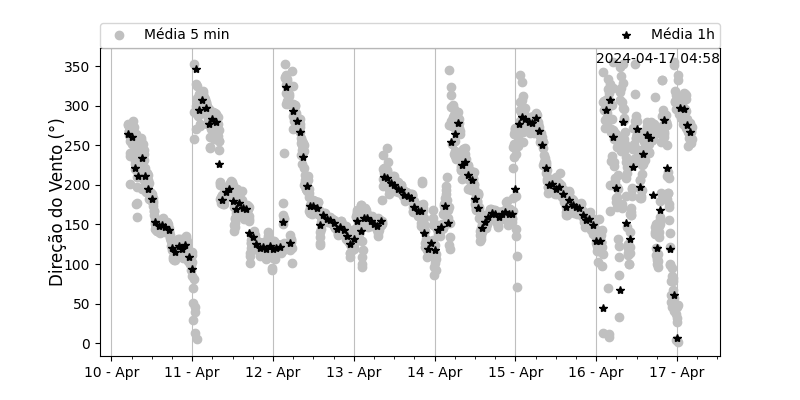 Média 5 min
Média 1h
2024-04-17 04:58
Direção do Vento (°)
350
300
250
200
150
100
50
0
10 - Apr
11 - Apr
12 - Apr
13 - Apr
14 - Apr
15 - Apr
16 - Apr
17 - Apr